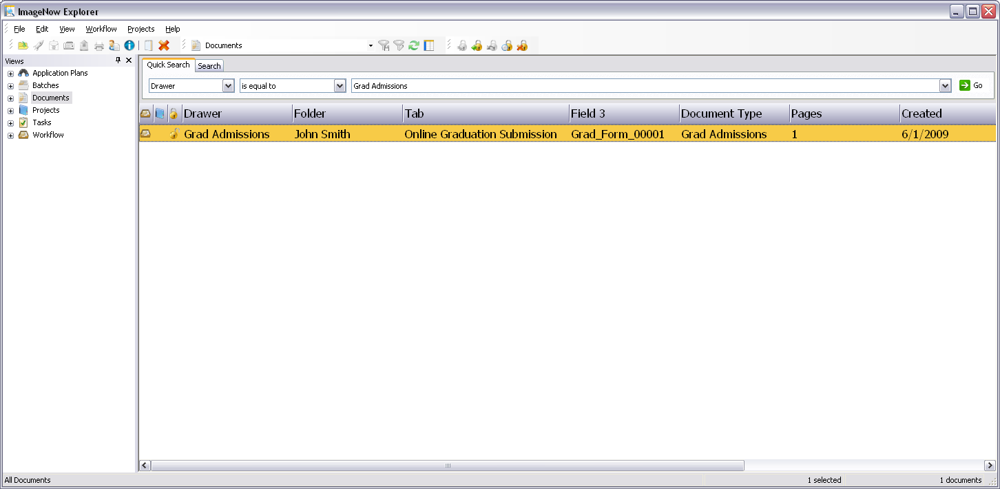 ImageNow Explorer
File Edit View Workflow Projects Help
Documents
Views
Application Plans
Batches
Documents
Projects
Tasks
Workflow
Quick Search Search
Drawer is equal to Grad Admissions Go
Drawer Folder Tab Field 3 Document Type Pages Created
Grad Admissions John Smith Online Graduation Submission Grad_Form_00001 Grad Admissions 1 6/1/2009
All Documents 1 selected 1 documents